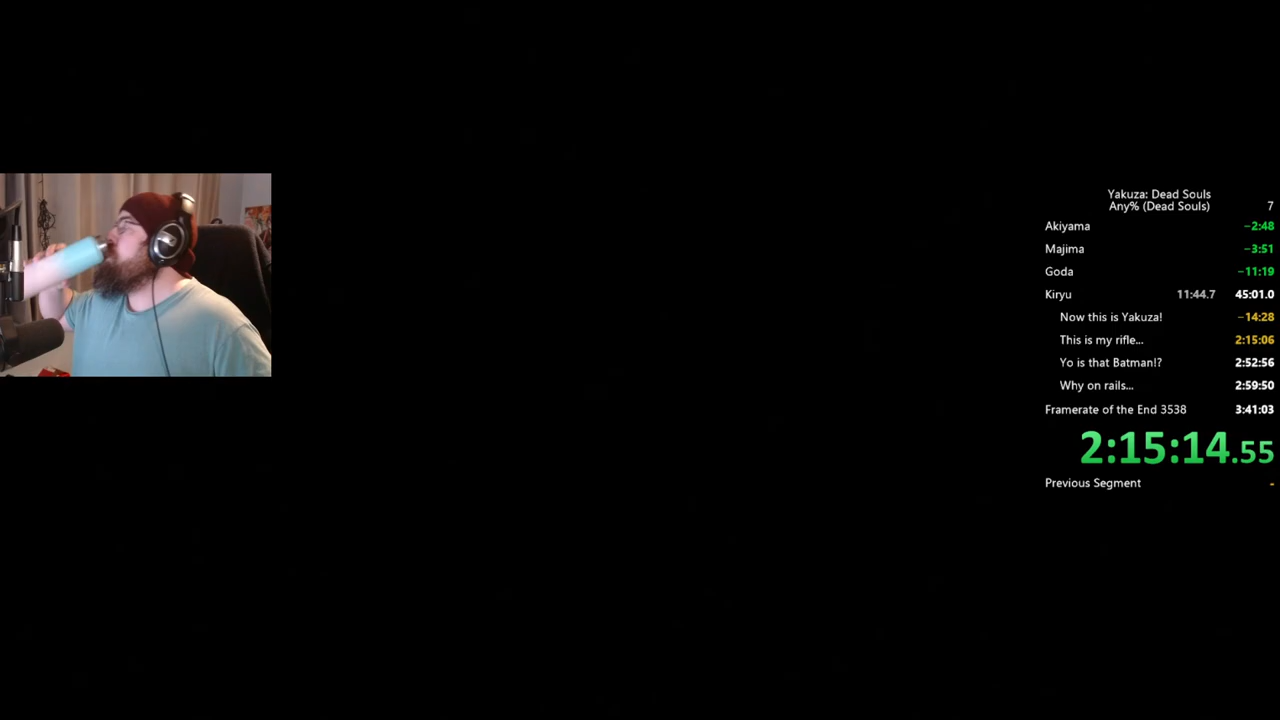 Yakuza: Dead Souls
Any% (Dead Souls) 7
Akiyama −2:48
Majima −3:51
Goda −11:19
Kiryu 11:44.7 45:01.0
Now this is Yakuza! −14:28
This is my rifle... 2:15:06
Yo is that Batman!? 2:52:56
Why on rails... 2:59:50
Framerate of the End 3538 3:41:03
2:15:14.55
Previous Segment -